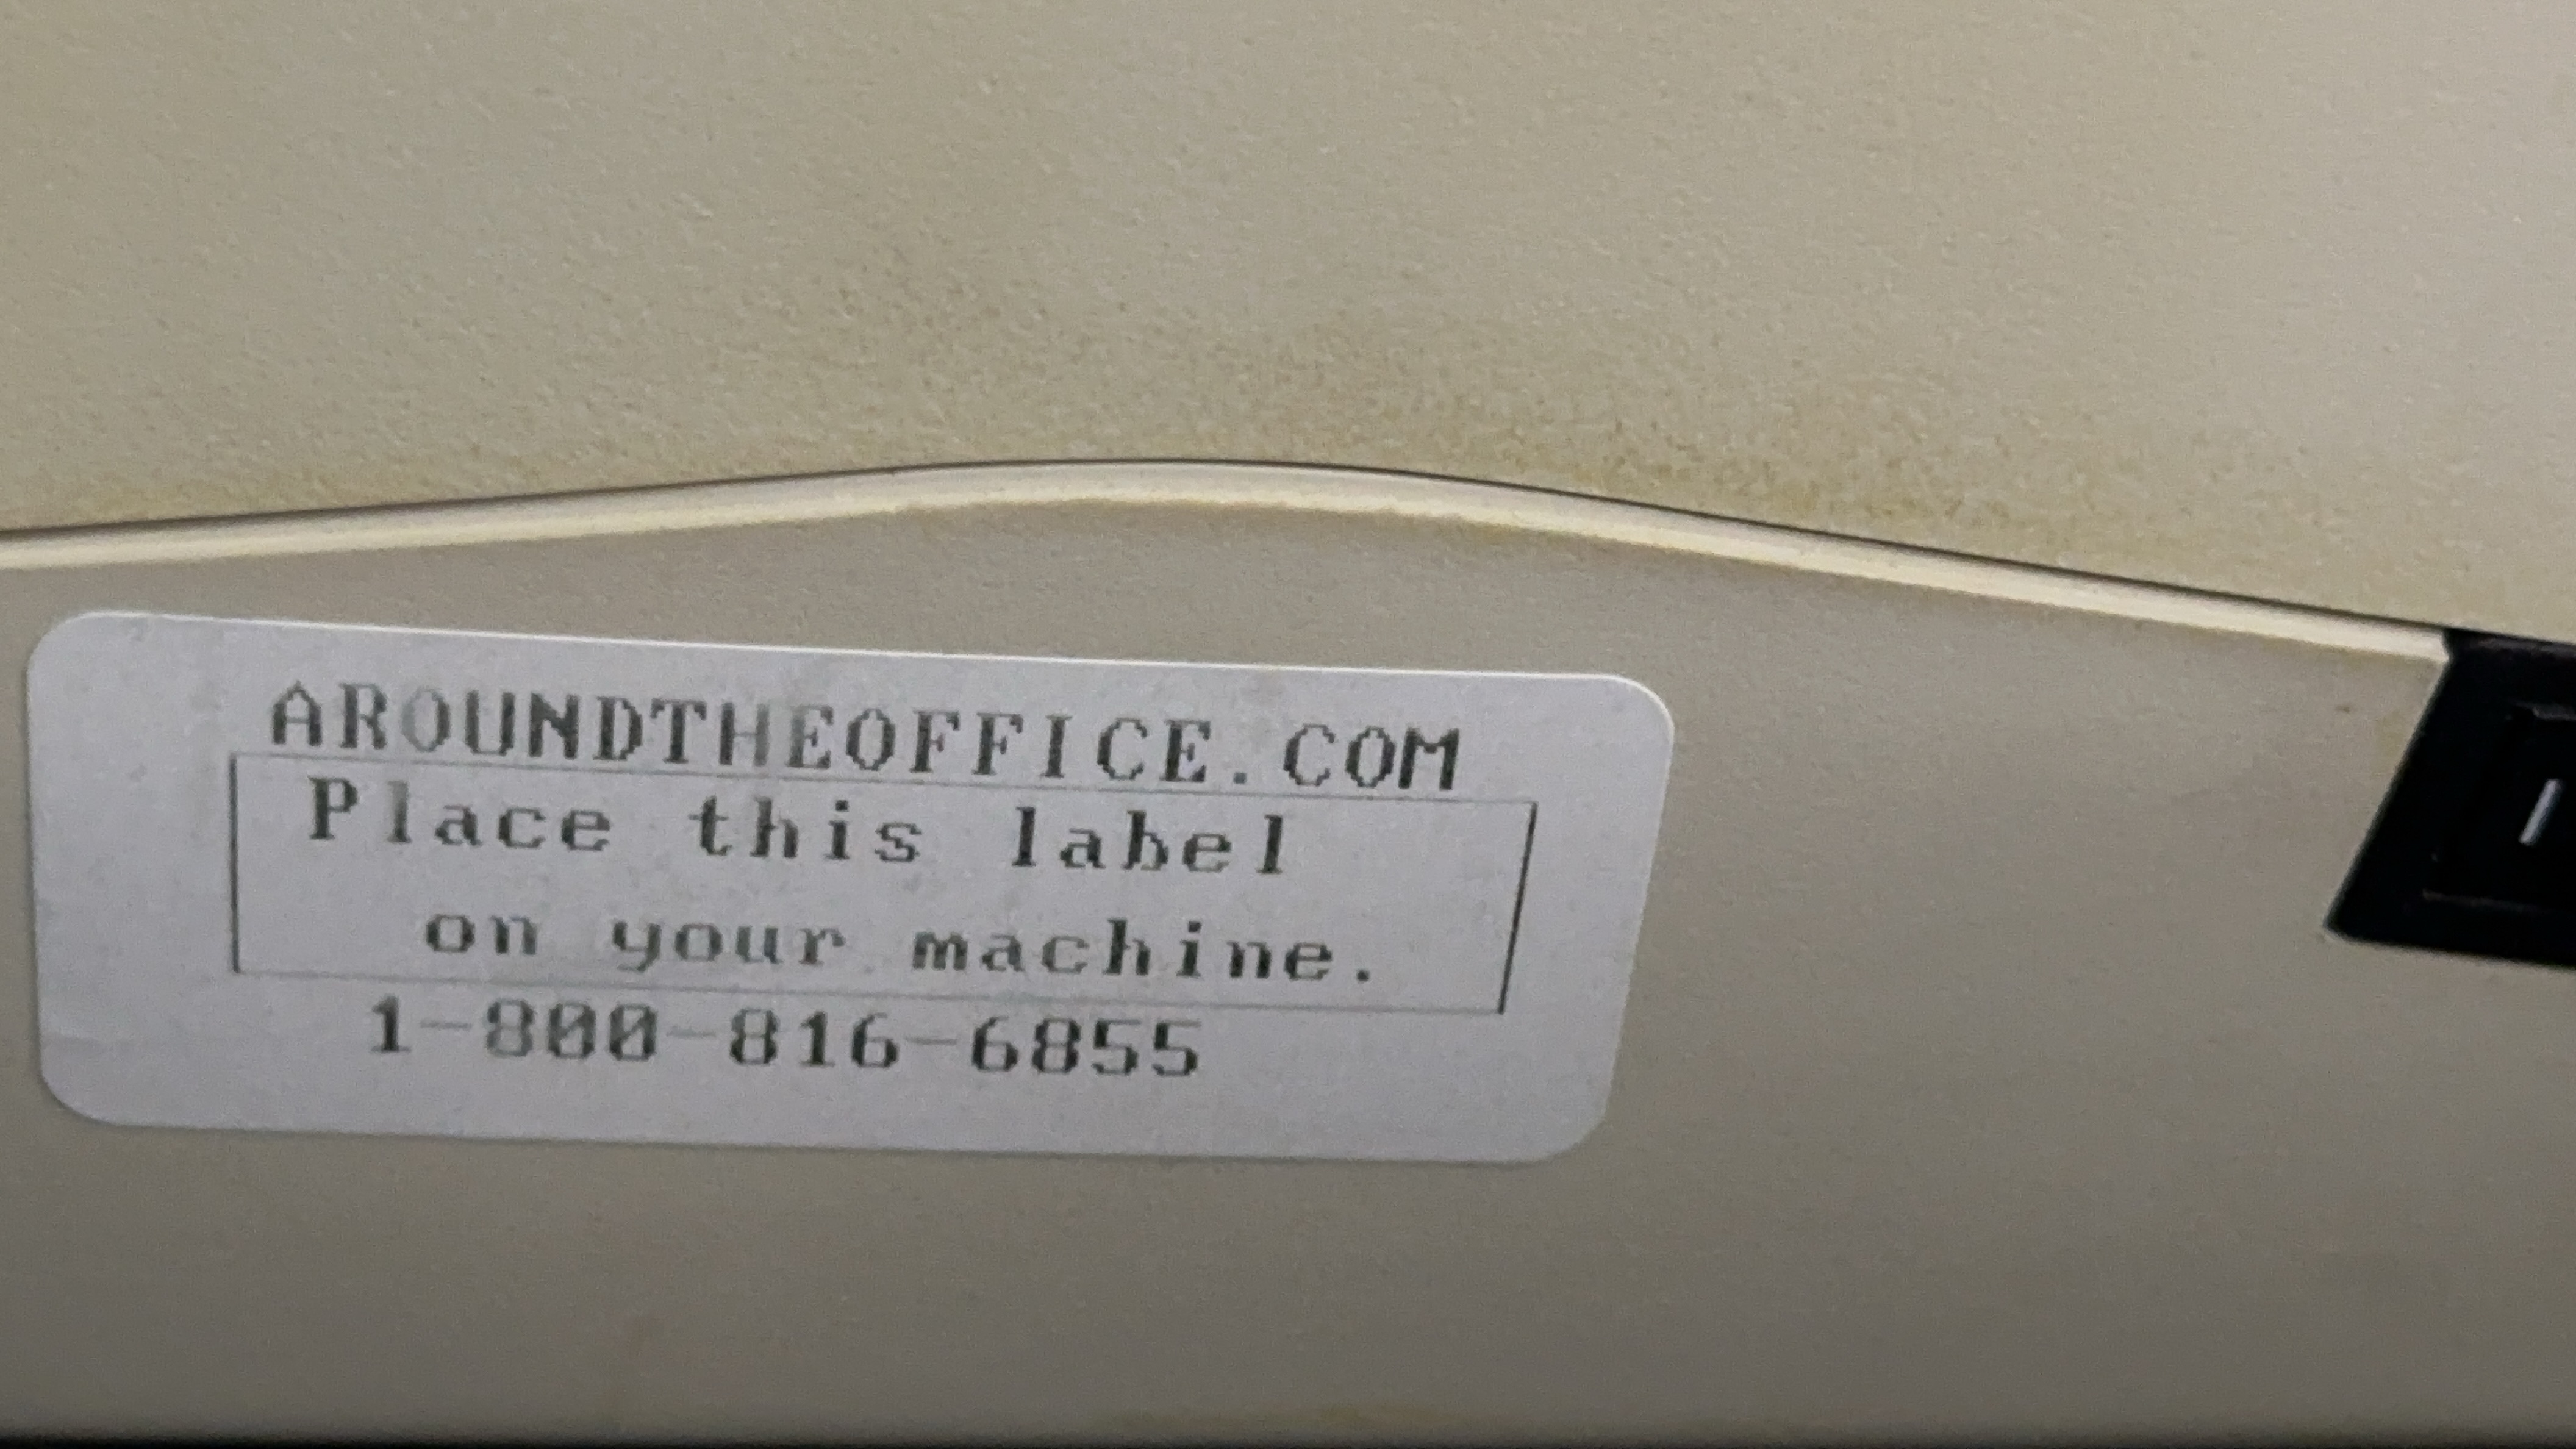 AROUNDTHEOFFICE.COM
Place this label
on your machine.
1-800-816-6855